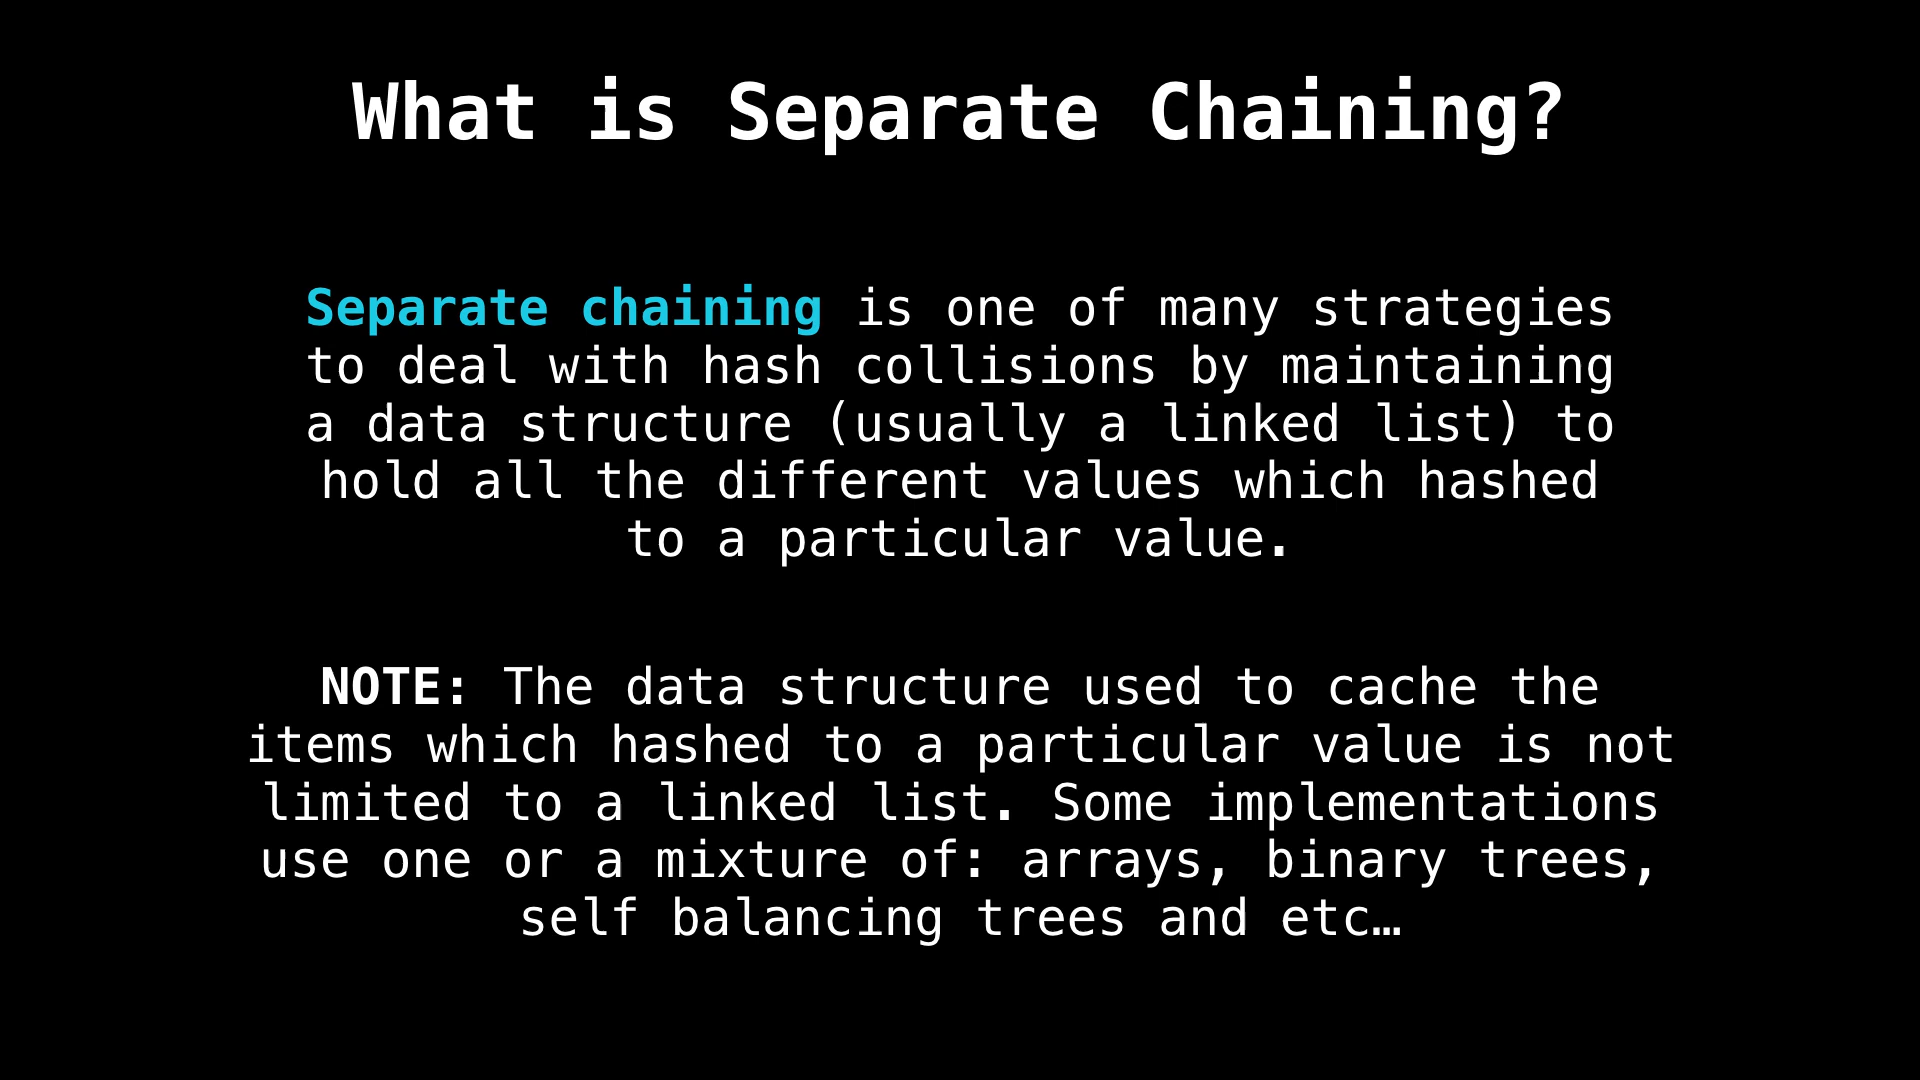 What is Separate Chaining?
Separate chaining is one of many strategies
to deal with hash collisions by maintaining
a data structure (usually a linked list) to
hold all the different values which hashed
to a particular value.
NOTE: The data structure used to cache the
items which hashed to a particular value is not
limited to a linked list. Some implementations
use one or a mixture of: arrays, binary trees,
self balancing trees and etc…